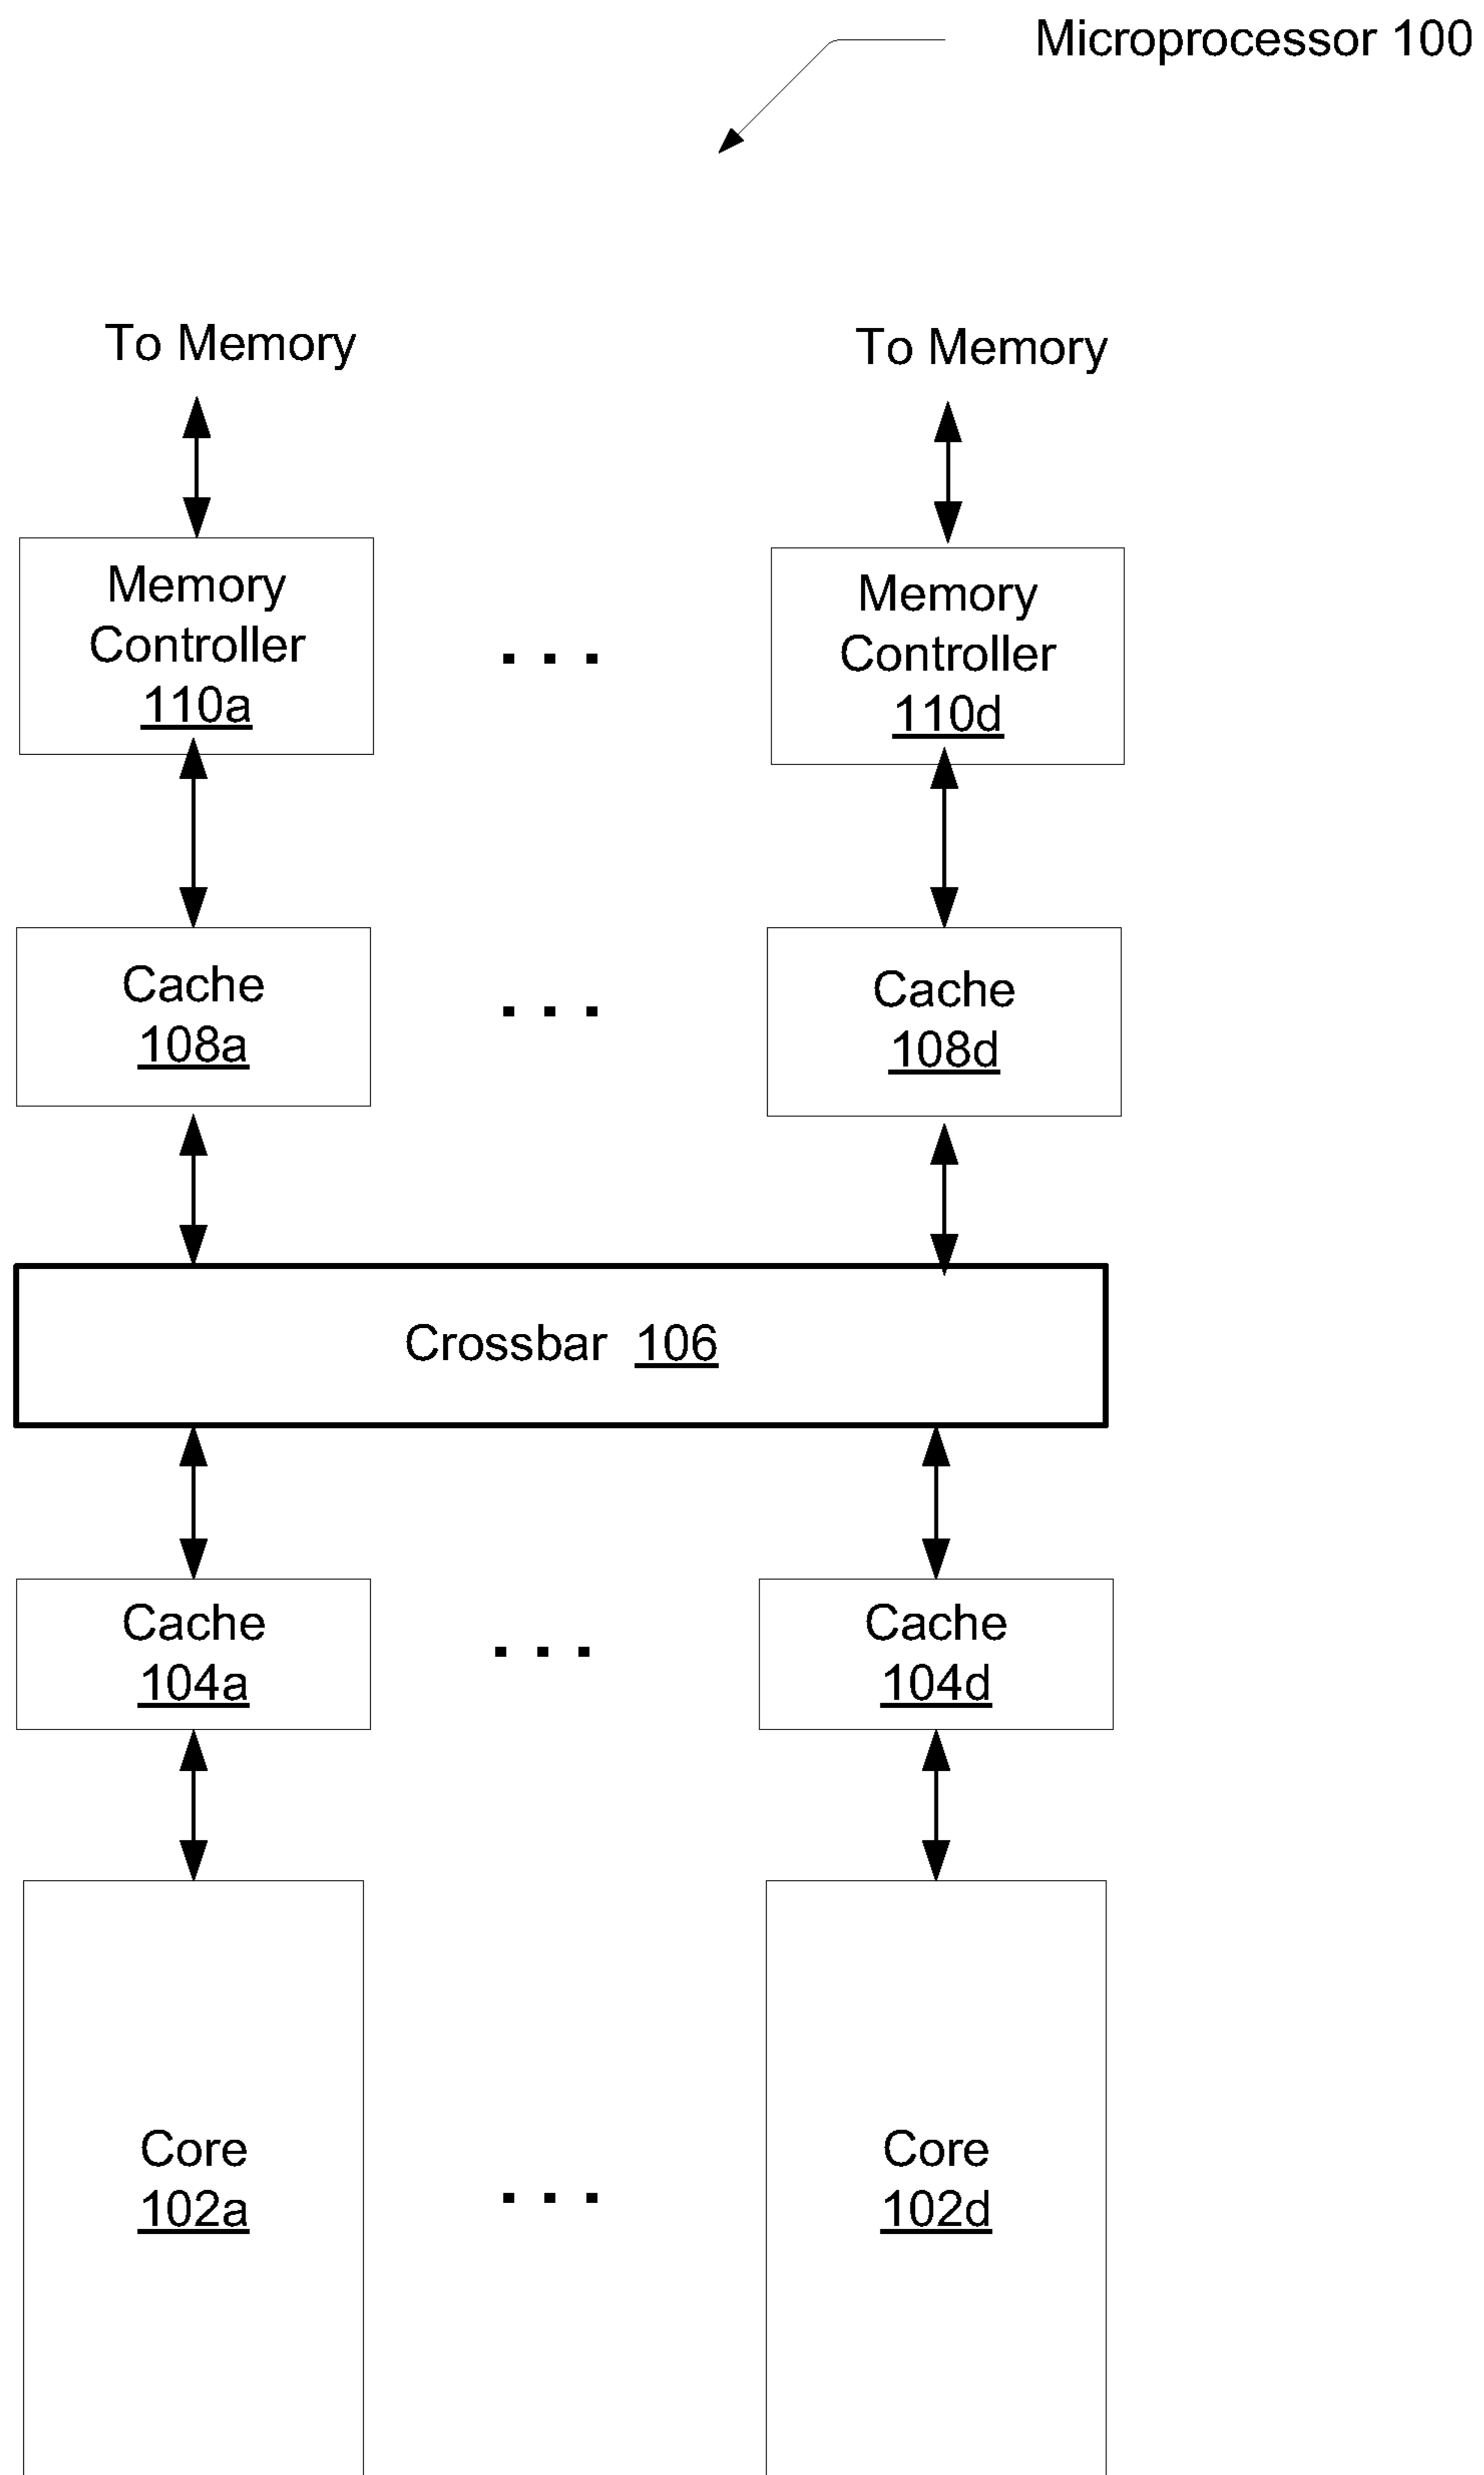 Microprocessor 100
To Memory
To Memory
Memory
Controller
110a
. . .
Memory
Controller
110d
Cache
108a
. . .
Cache
108d
Crossbar 106
Cache
104a
. . .
Cache
104d
Core
102a
. . .
Core
102d